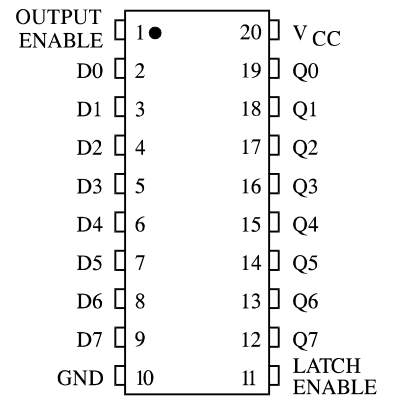 OUTPUT
ENABLE 1 20 V CC
D0 2 19 Q0
D1 3 18 Q1
D2 4 17 Q2
D3 5 16 Q3
D4 6 15 Q4
D5 7 14 Q5
D6 8 13 Q6
D7 9 12 Q7
GND 10 11 LATCH
ENABLE